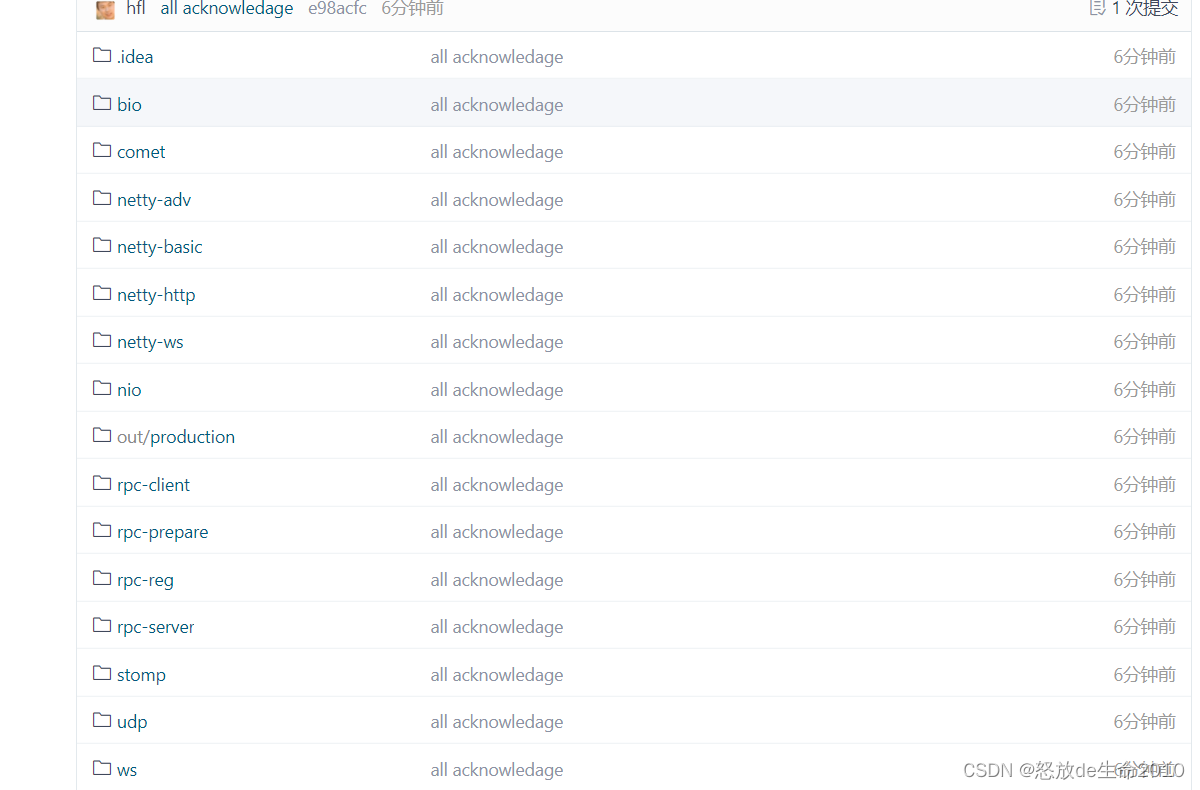 hfl all acknowledage e98acfc 6分钟前 1 次提交
.idea all acknowledage 6分钟前
bio all acknowledage 6分钟前
comet all acknowledage 6分钟前
netty-adv all acknowledage 6分钟前
netty-basic all acknowledage 6分钟前
netty-http all acknowledage 6分钟前
netty-ws all acknowledage 6分钟前
nio all acknowledage 6分钟前
out/production all acknowledage 6分钟前
rpc-client all acknowledage 6分钟前
rpc-prepare all acknowledage 6分钟前
rpc-reg all acknowledage 6分钟前
rpc-server all acknowledage 6分钟前
stomp all acknowledage 6分钟前
udp all acknowledage 6分钟前
ws all acknowledage 6分钟前
CSDN @怒放de生命2010